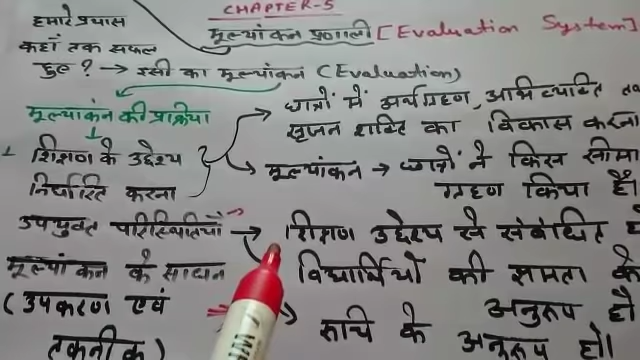 CHAPTER-5
मूल्यांकन प्रणाली [Evaluation System]
हमारे प्रयास
कहाँ तक सफल
हुए ? → इसी का मूल्यांकन (Evaluation)
मूल्यांकन की प्रक्रिया
1 शिक्षण के उद्देश्य
निर्धारित करना
→ छात्रों में अर्थग्रहण, अभिव्यक्ति
सृजन शक्ति का विकास करना
→ मूल्यांकन → छात्रों ने किस सीमा
ग्रहण किया है।
उपयुक्त परिस्थितियाँ → शिक्षण उद्देश्य से संबंधित
विद्यार्थियों की क्षमता के
अनुरूप हो
→ रूचि के अनुरूप हो।
मूल्यांकन के साधन
(उपकरण एवं
तकनीक)